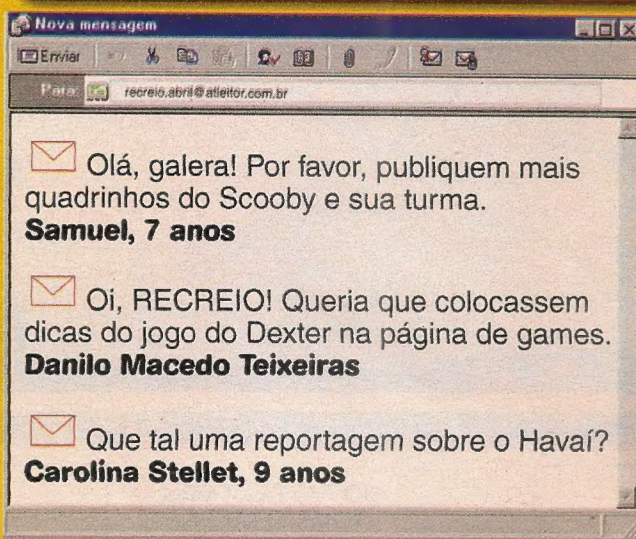 Nova mensagem
Enviar
Para: recreio.abril@atleitor.com.br
Olá, galera! Por favor, publiquem mais
quadrinhos do Scooby e sua turma.
Samuel, 7 anos
Oi, RECREIO! Queria que colocassem
dicas do jogo do Dexter na página de games.
Danilo Macedo Teixeiras
Que tal uma reportagem sobre o Havaí?
Carolina Stellet, 9 anos